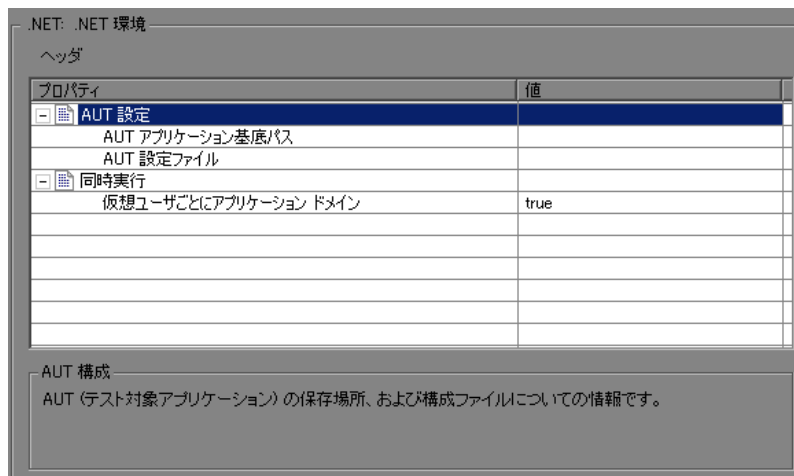 .NET: .NET 環境
ヘッダ
プロパティ 値
AUT 設定
AUT アプリケーション基底パス
AUT 設定ファイル
同時実行
仮想ユーザごとにアプリケーション ドメイン true
AUT 構成
AUT (テスト対象アプリケーション) の保存場所、および構成ファイルについての情報です。